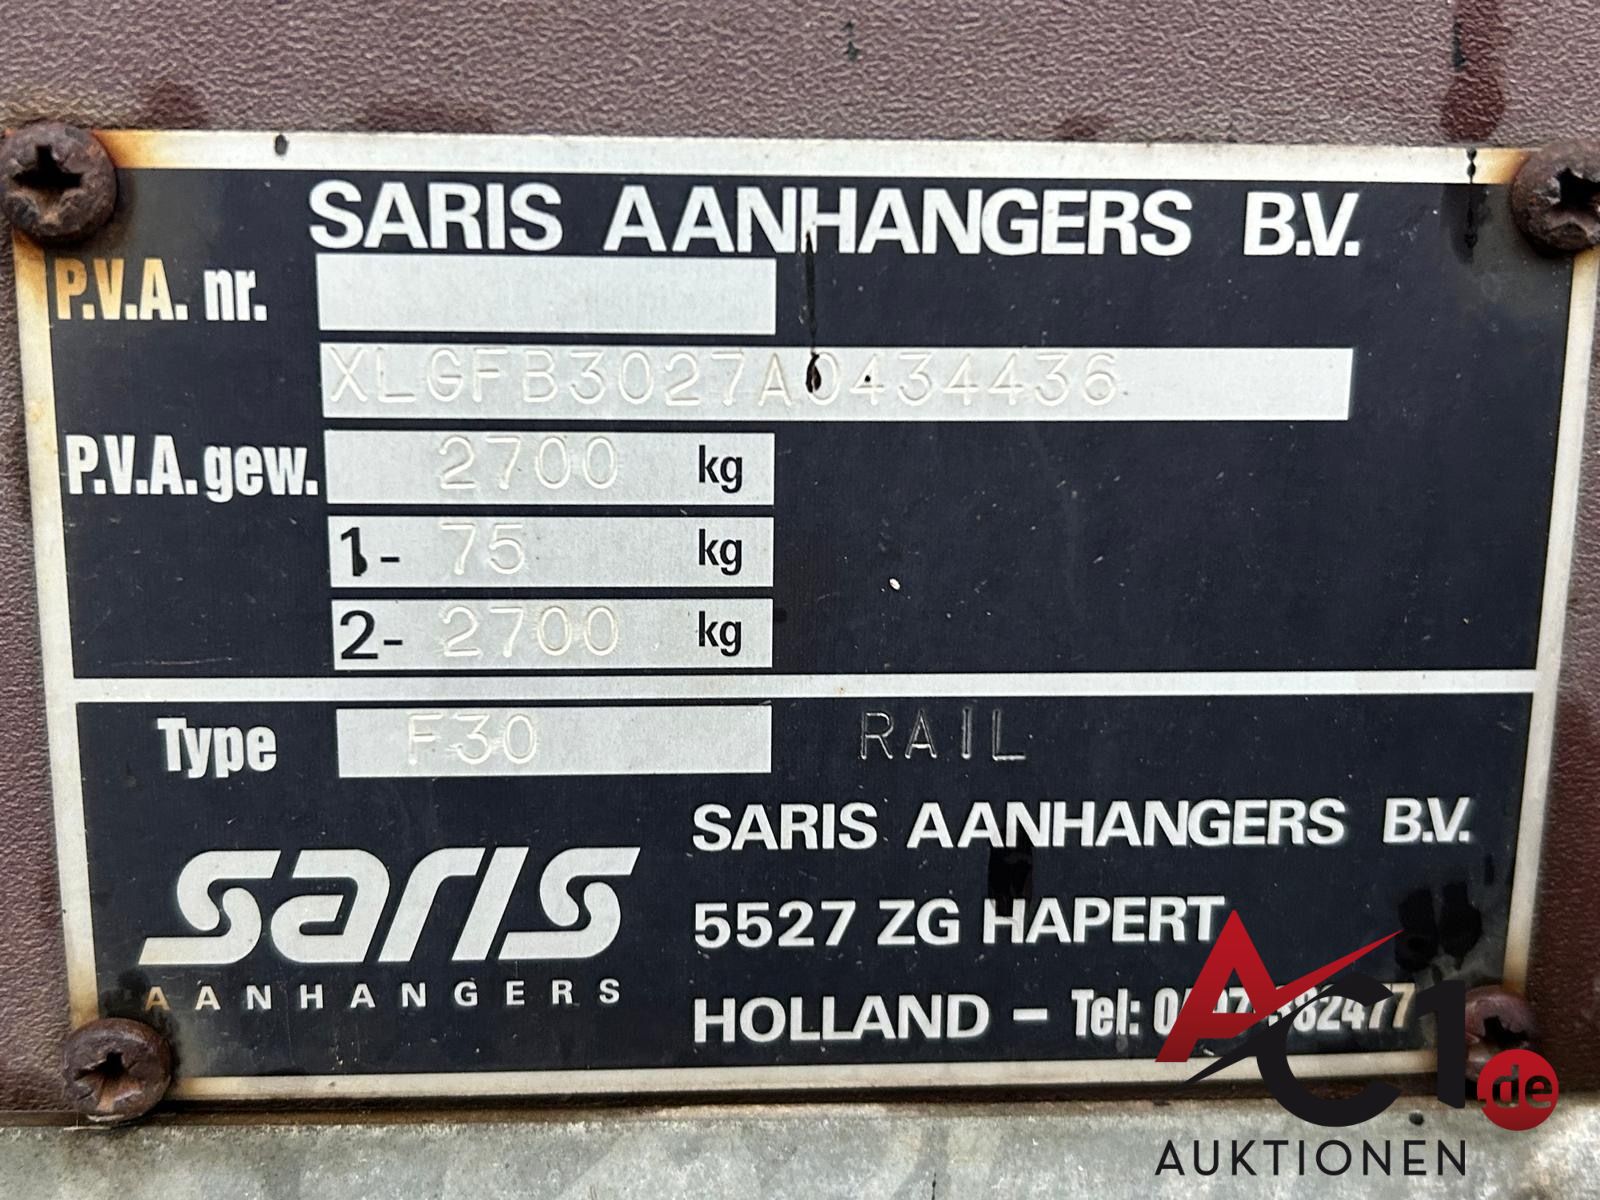 SARIS AANHANGERS B.V.
P.V.A. nr.
XLGFB3027A0434436
P.V.A. gew. 2700 kg
1- 75 kg
2- 2700 kg
Type F30 RAIL
saris
AANHANGERS
SARIS AANHANGERS B.V.
5527 ZG HAPERT
HOLLAND – Tel:
AC1.de
AUKTIONEN